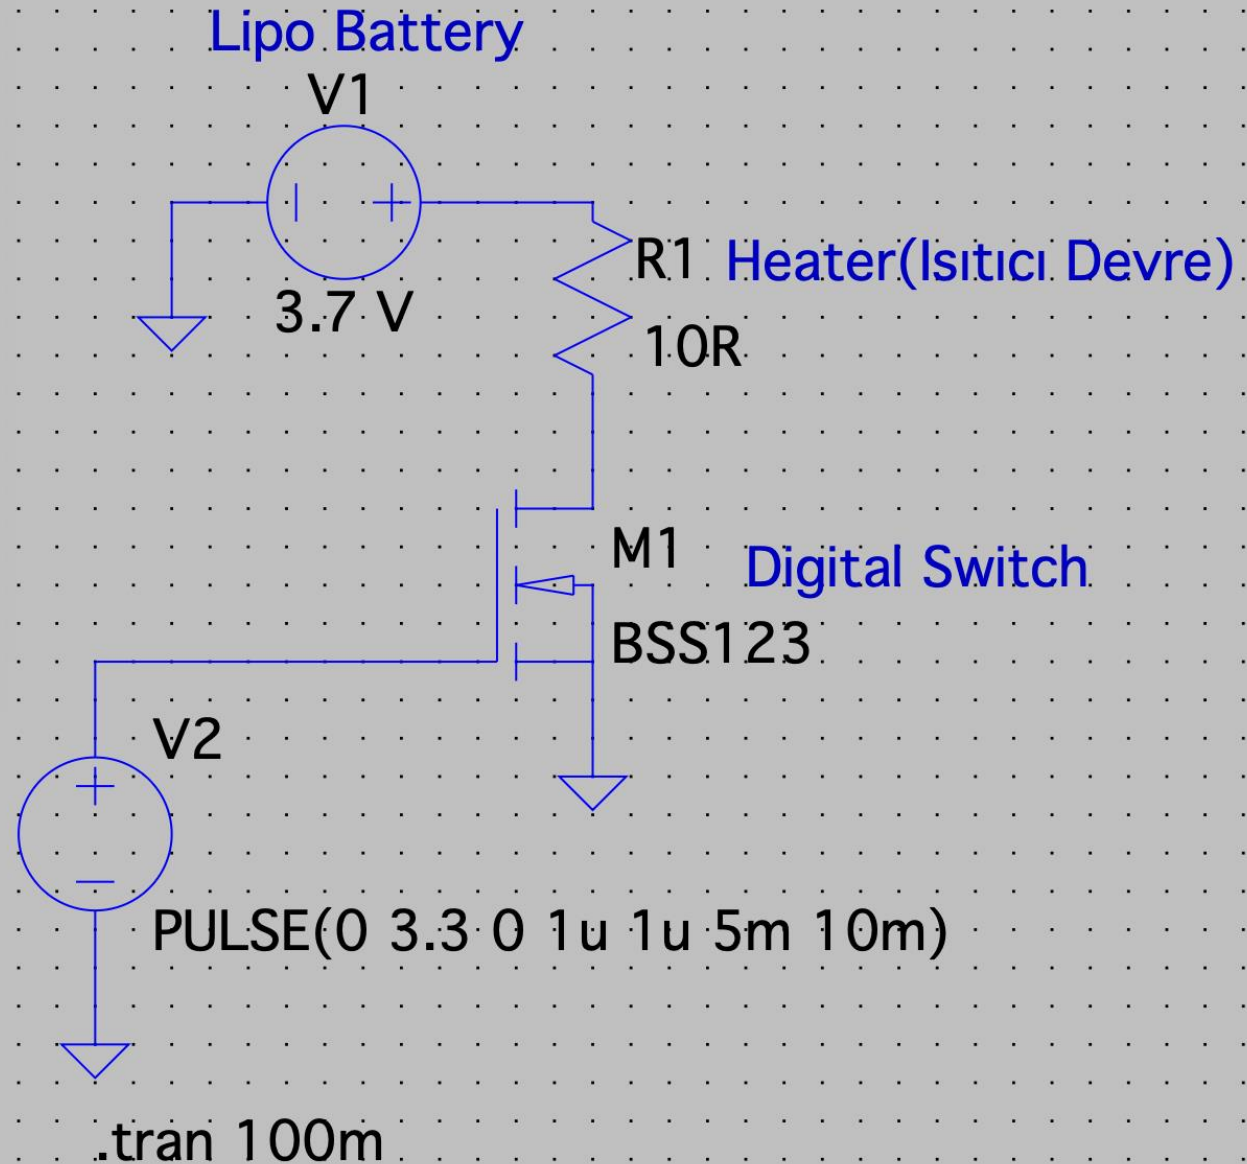 Lipo Battery
V1
3.7 V
R1 Heater(Isıtıcı Devre)
10R
M1
Digital Switch
BSS123
V2
PULSE(0 3.3 0 1u 1u 5m 10m)
.tran 100m